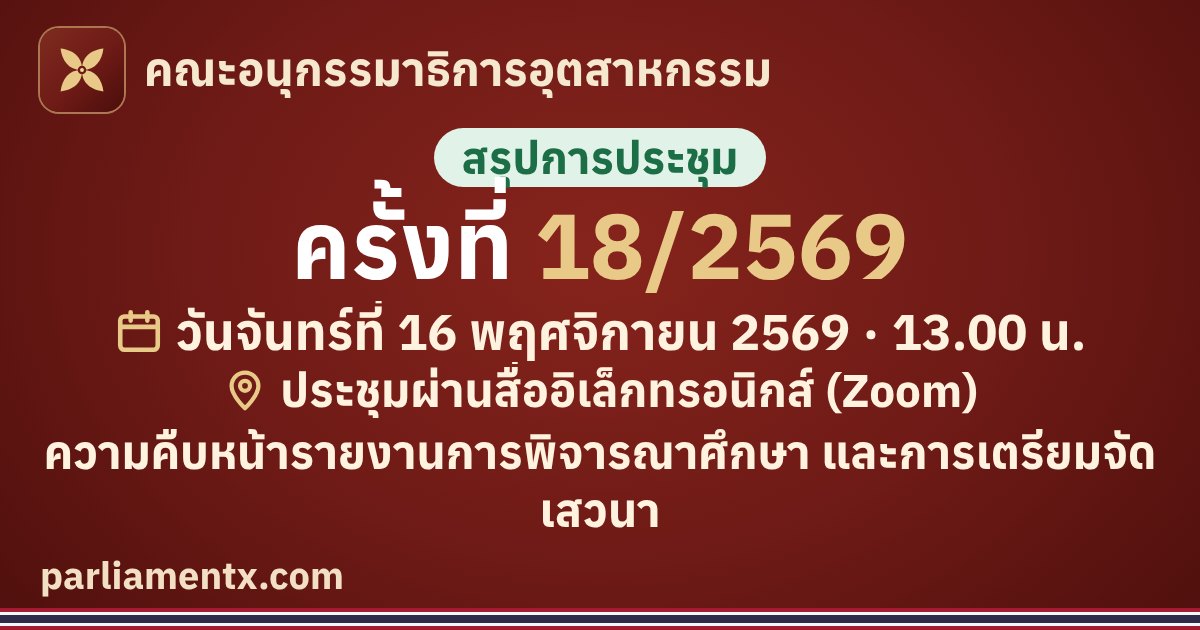 คณะอนุกรรมาธิการอุตสาหกรรม
สรุปการประชุม
ครั้งที่ 18/2569
วันจันทร์ที่ 16 พฤศจิกายน 2569 · 13.00 น.
ประชุมผ่านสื่ออิเล็กทรอนิกส์ (Zoom)
ความคืบหน้ารายงานการพิจารณาศึกษา และการเตรียมจัด
เสวนา
parliamentx.com